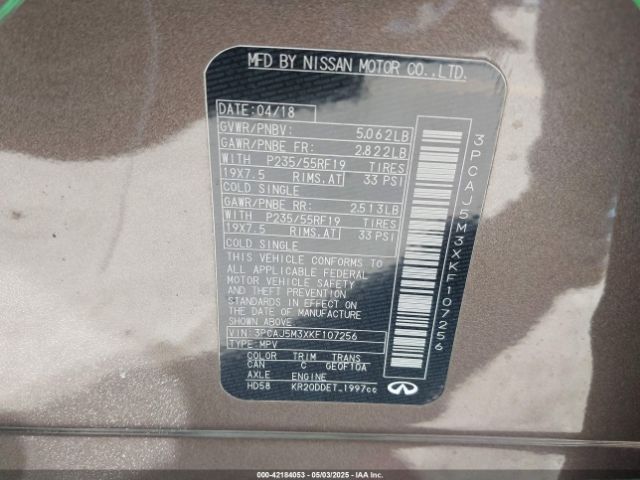 MFD BY NISSAN MOTOR CO.,LTD.
DATE:04/18
GVWR/PNBV: 5,062LB
GAWR/PNBE FR: 2,822LB
WITH P235/55RF19 TIRES
19X7.5 RIMS,AT 33 PSI
COLD SINGLE
GAWR/PNBE RR: 2,513LB
WITH P235/55RF19 TIRES
19X7.5 RIMS,AT 33 PSI
COLD SINGLE
THIS VEHICLE CONFORMS TO
ALL APPLICABLE FEDERAL
MOTOR VEHICLE SAFETY
AND THEFT PREVENTION
STANDARDS IN EFFECT ON
THE DATE OF MANUFACTURE
SHOWN ABOVE.
VIN:3PCAJ5M3XKF107256
TYPE:MPV
COLOR TRIM TRANS
CAN C GE0F10A
AXLE ENGINE
HD58 KR20DDET 1997cc
INFINITI
3PCAJ5M3XKF107256
000-42184053 - 05/03/2025 - IAA Inc.